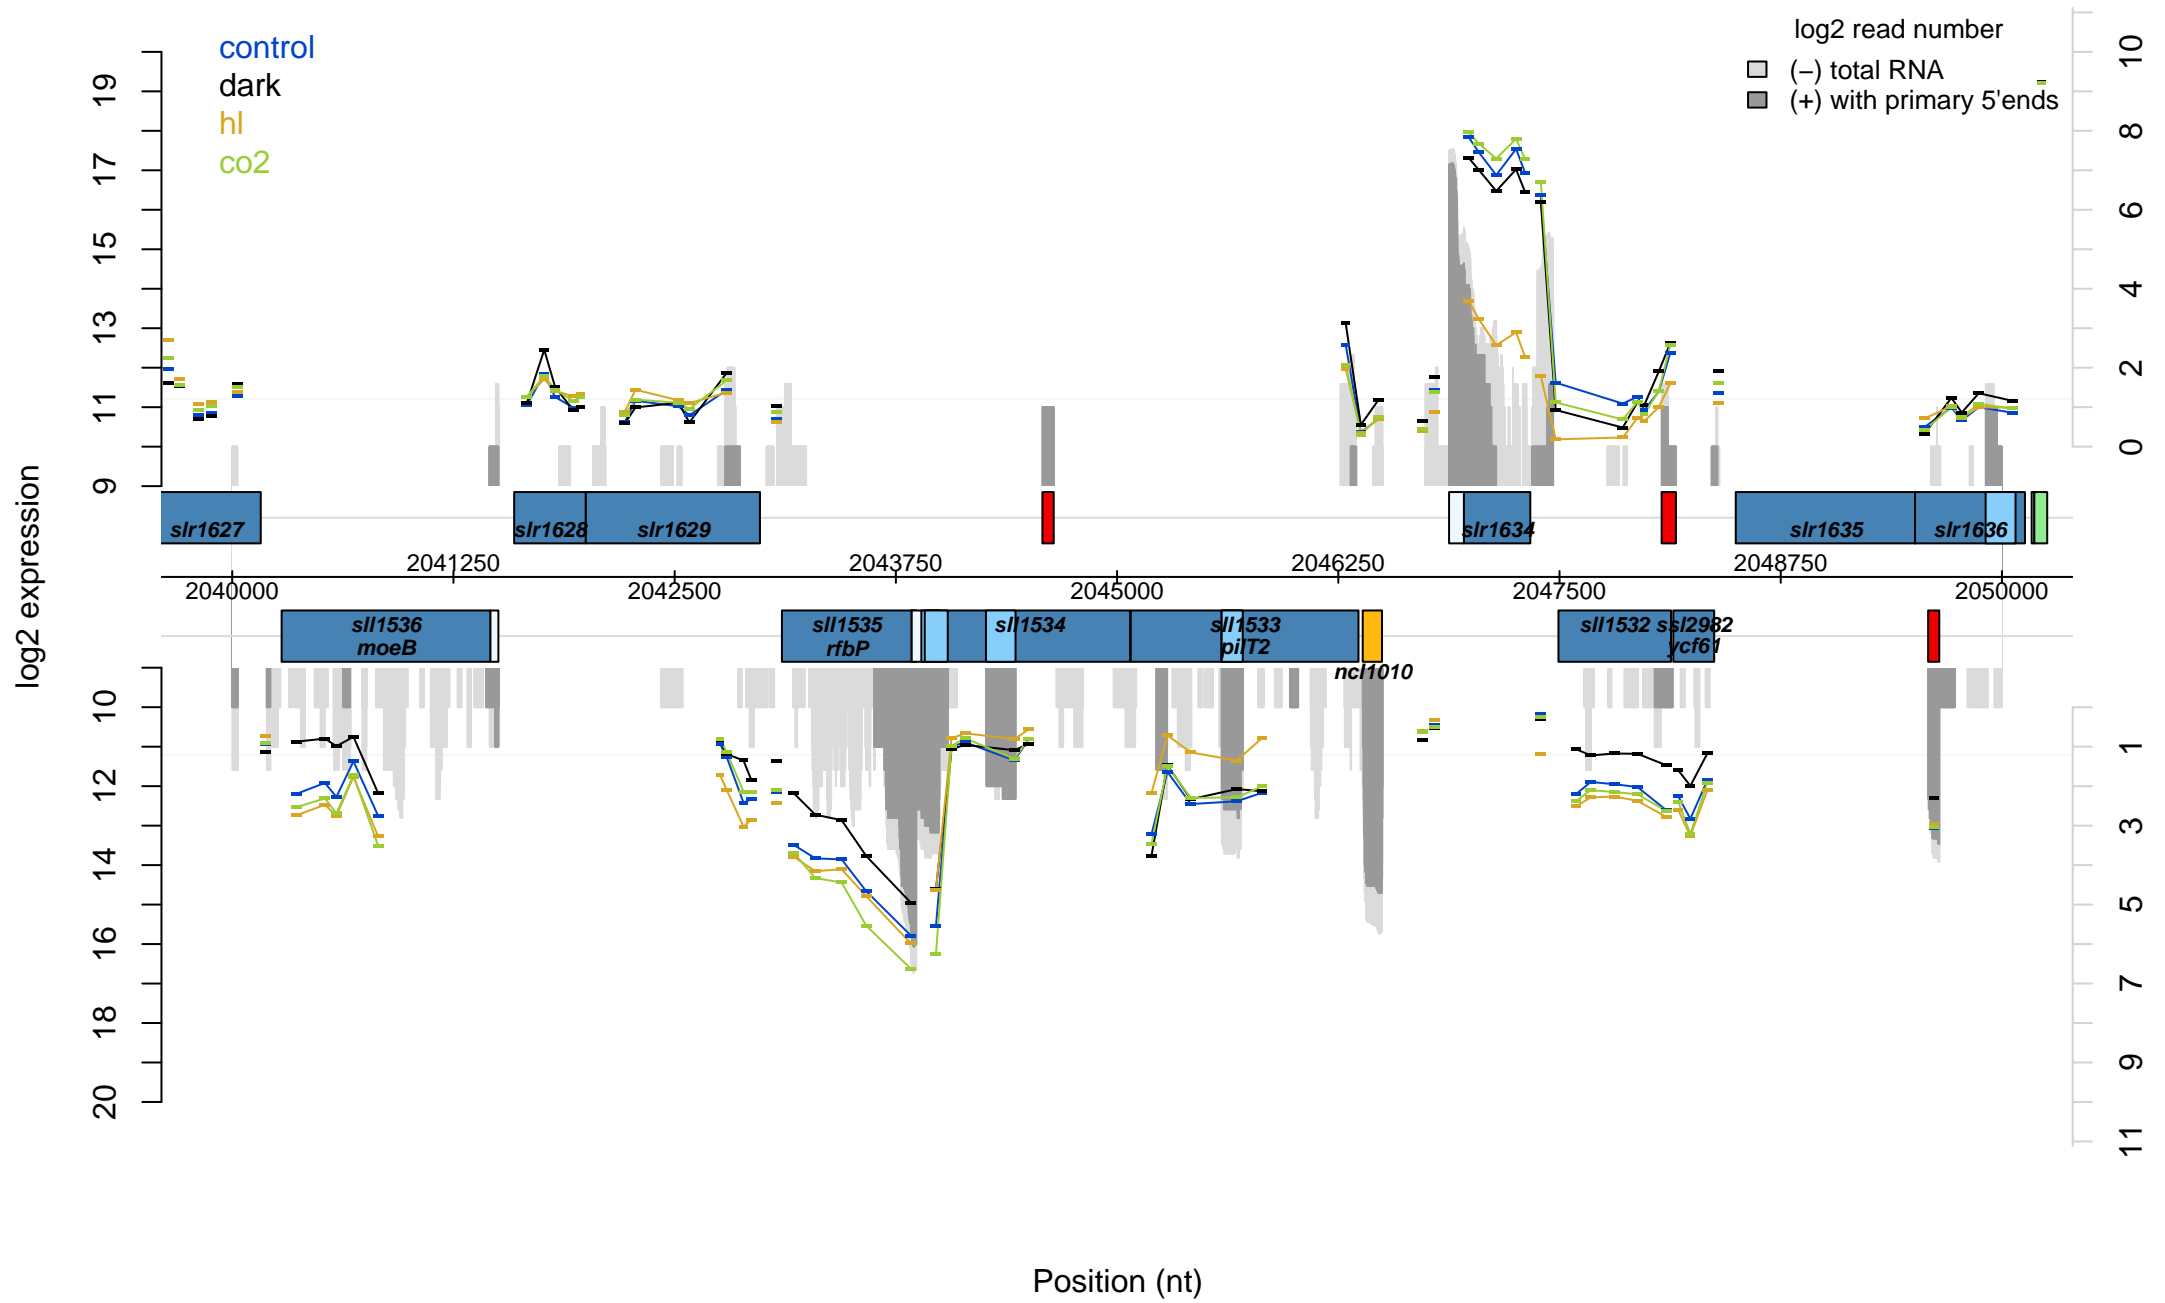 control
dark
hl
co2
log2 read number
(−) total RNA
(+) with primary 5'ends
19
17
15
13
11
9
10
8
6
4
2
0
log2 expression
slr1627
slr1628
slr1629
slr1634
slr1635
slr1636
2041250
2043750
2046250
2048750
2040000
2042500
2045000
2047500
2050000
sll1536
moeB
sll1535
rfbP
sll1534
sll1533
pilT2
ncl1010
sll1532
ssl2982
ycf61
10
12
14
16
18
20
1
3
5
7
9
11
Position (nt)